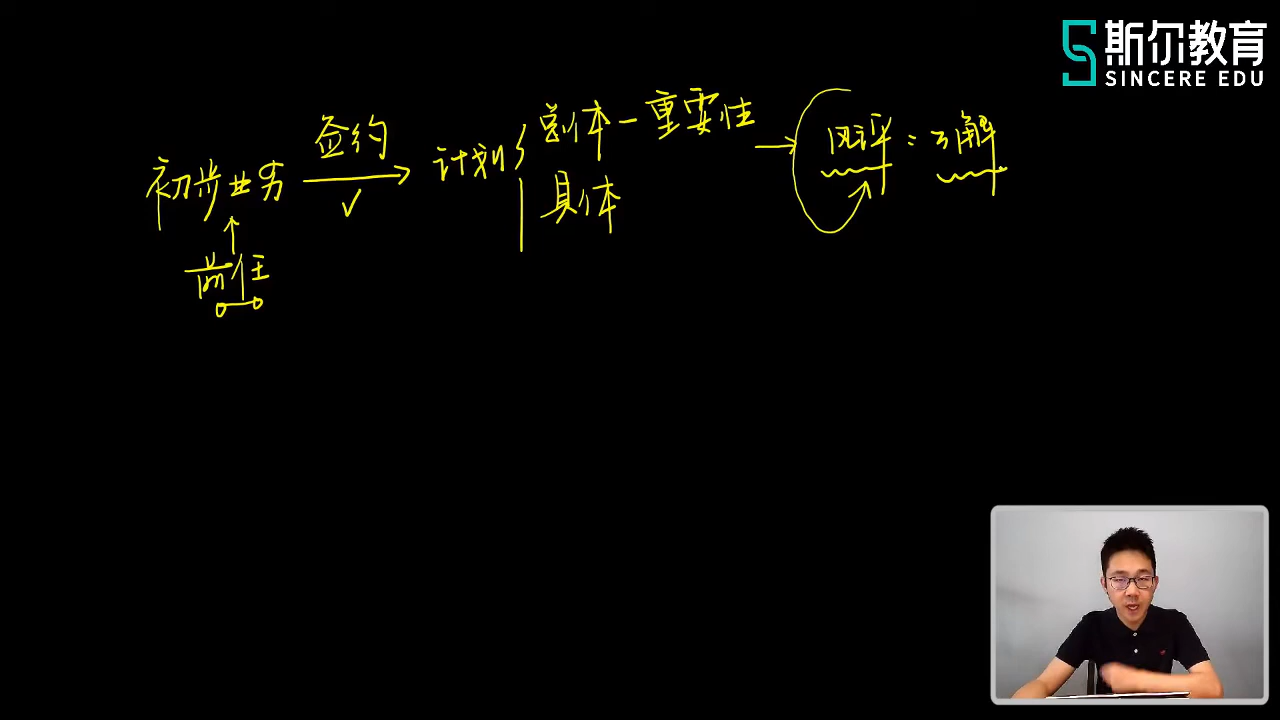 斯尔教育
SINCERE EDU
签约
初步业务 → 计划 { 总体 - 重要性 → 风评 = 了解
✓
具体
前任